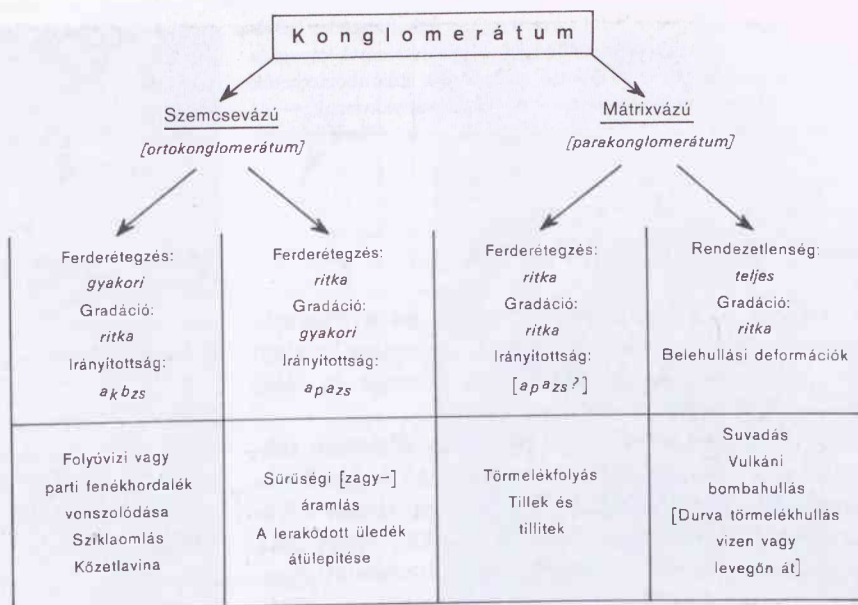 Konglomerátum
Szemcsevázú
[ortokonglomerátum]
Mátrixvázú
[parakonglomerátum]
Ferderétegzés:
gyakori
Gradáció:
ritka
Irányítottság:
akbzs
Ferderétegzés:
ritka
Gradáció:
gyakori
Irányítottság:
apazs
Ferderétegzés:
ritka
Gradáció:
ritka
Irányítottság:
[apazs?]
Rendezetlenség:
teljes
Gradáció:
ritka
Belehullási deformációk
Folyóvizi vagy
parti fenékhordalék
vonszolódása
Sziklaomlás
Kőzetlavina
Sűrűségi [zagy-]
áramlás
A lerakódott üledék
átülepítése
Törmelékfolyás
Tillek és
tillitek
Suvadás
Vulkáni
bombahullás
[Durva törmelékhullás
vizen vagy
levegőn át]